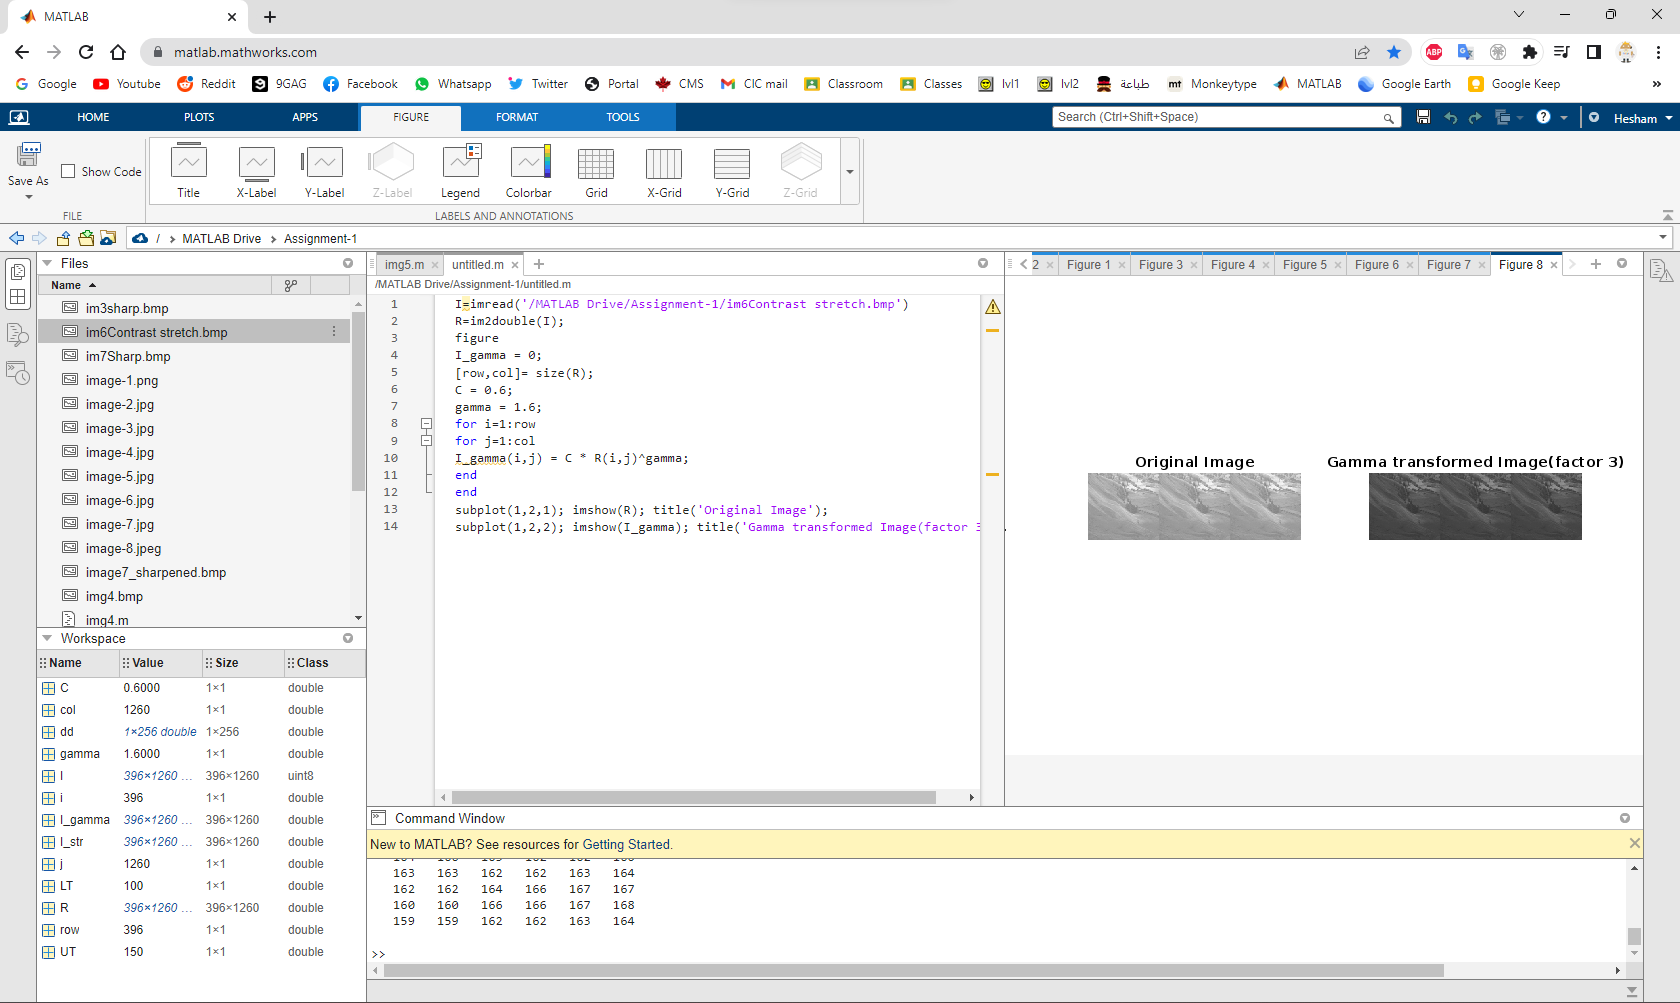 MATLAB
matlab.mathworks.com
ABP
Google Youtube Reddit 9GAG Facebook Whatsapp Twitter Portal CMS CIC mail Classroom Classes lvl1 lvl2 طباعة mt Monkeytype MATLAB Google Earth Google Keep »
HOME PLOTS APPS FIGURE FORMAT TOOLS Search (Ctrl+Shift+Space) ? Hesham
Save As Show Code Title X-Label Y-Label Z-Label Legend Colorbar Grid X-Grid Y-Grid Z-Grid
FILE LABELS AND ANNOTATIONS
/ MATLAB Drive Assignment-1
Files
Name
im3sharp.bmp
im6Contrast stretch.bmp
im7Sharp.bmp
image-1.png
image-2.jpg
image-3.jpg
image-4.jpg
image-5.jpg
image-6.jpg
image-7.jpg
image-8.jpeg
image7_sharpened.bmp
img4.bmp
img4.m
Workspace
Name Value Size Class
C 0.6000 1×1 double
col 1260 1×1 double
dd 1×256 double 1×256 double
gamma 1.6000 1×1 double
I 396×1260 ... 396×1260 uint8
i 396 1×1 double
I_gamma 396×1260 ... 396×1260 double
I_str 396×1260 ... 396×1260 double
j 1260 1×1 double
LT 100 1×1 double
R 396×1260 ... 396×1260 double
row 396 1×1 double
UT 150 1×1 double
img5.m untitled.m
/MATLAB Drive/Assignment-1/untitled.m
1 I=imread('/MATLAB Drive/Assignment-1/im6Contrast stretch.bmp')
2 R=im2double(I);
3 figure
4 I_gamma = 0;
5 [row,col]= size(R);
6 C = 0.6;
7 gamma = 1.6;
8 for i=1:row
9 for j=1:col
10 I_gamma(i,j) = C * R(i,j)^gamma;
11 end
12 end
13 subplot(1,2,1); imshow(R); title('Original Image');
14 subplot(1,2,2); imshow(I_gamma); title('Gamma transformed Image(factor 3
2 Figure 1 Figure 3 Figure 4 Figure 5 Figure 6 Figure 7 Figure 8
Original Image Gamma transformed Image(factor 3)
Command Window
New to MATLAB? See resources for Getting Started.
163 163 162 162 163 164
162 162 164 166 167 167
160 160 166 166 167 168
159 159 162 162 163 164
>>